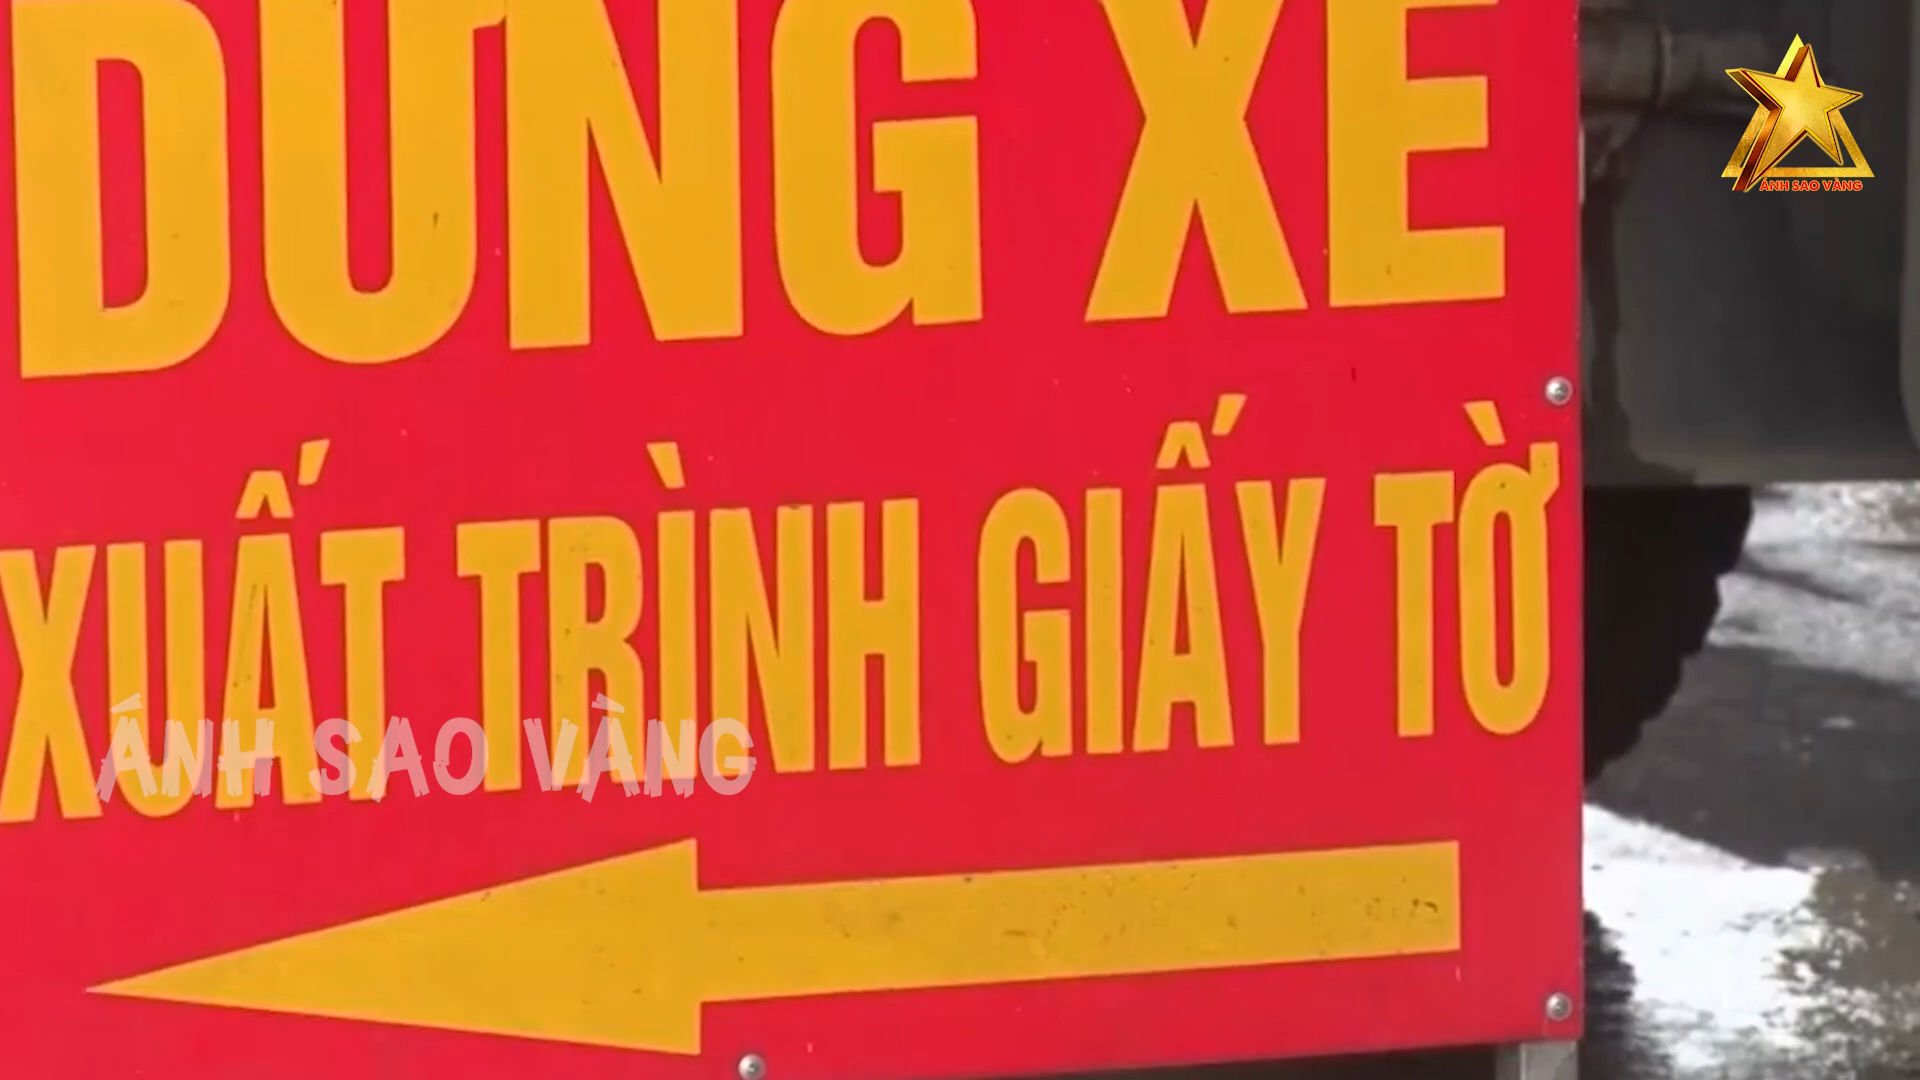 DỪNG XE
XUẤT TRÌNH GIẤY TỜ
ÁNH SAO VÀNG
ÁNH SAO VÀNG